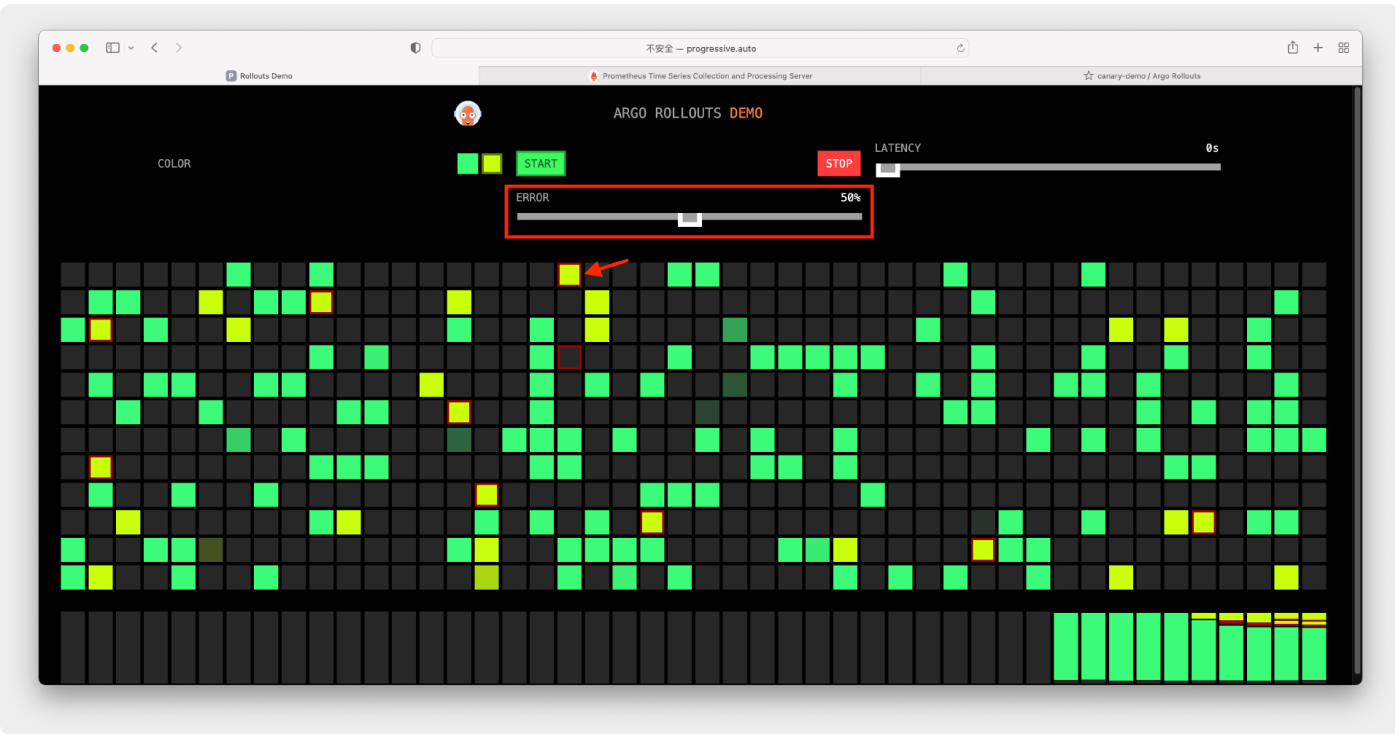 不安全 — progressive.auto
P Rollouts Demo
Prometheus Time Series Collection and Processing Server
canary-demo / Argo Rollouts
ARGO ROLLOUTS DEMO
COLOR
START
STOP
LATENCY 0s
ERROR 50%